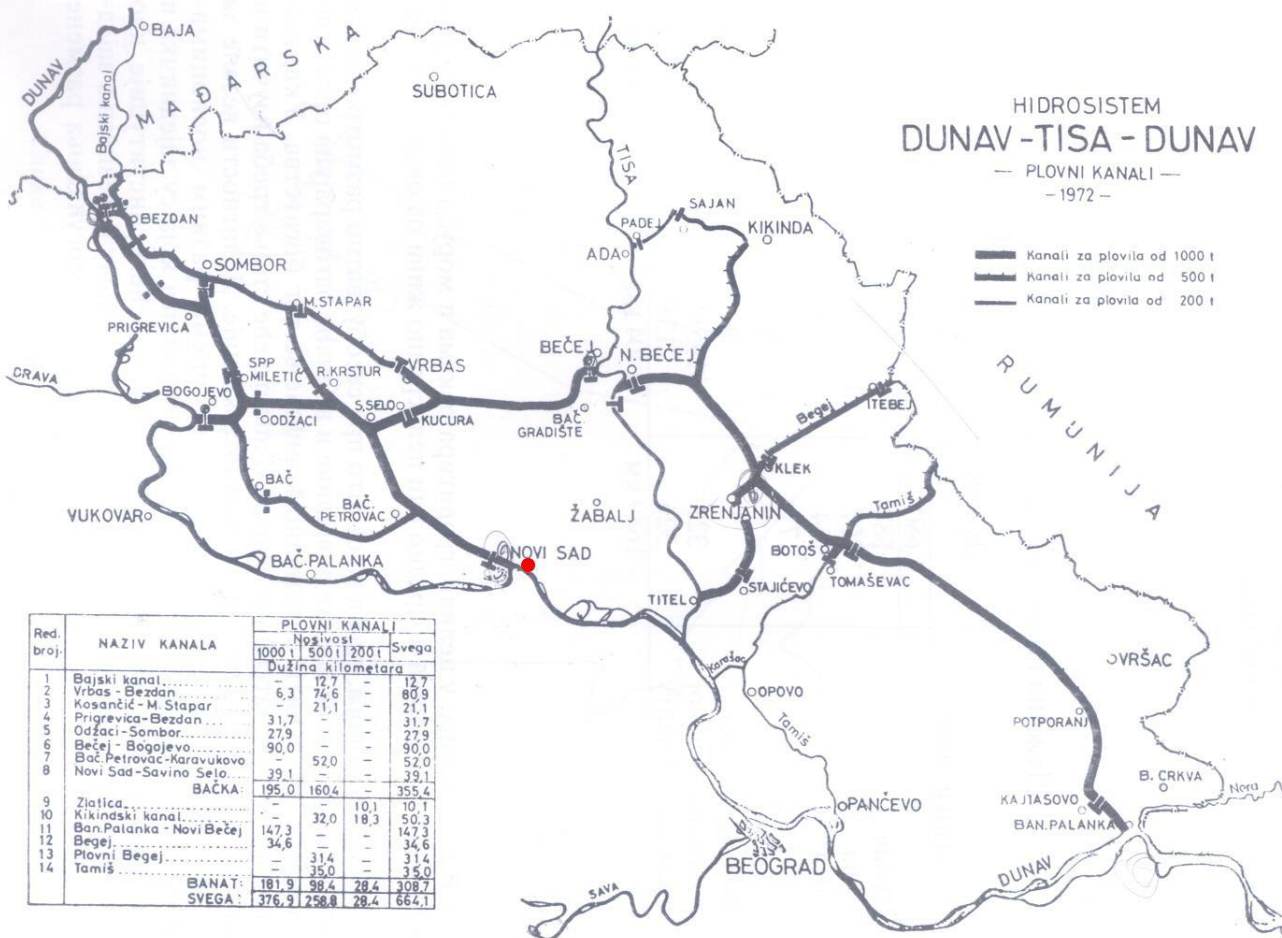 HIDROSISTEM
DUNAV-TISA-DUNAV
— PLOVNI KANALI —
- 1972 -
Kanali za plovila od 1000 t
Kanali za plovila od 500 t
Kanali za plovila od 200 t
BAJA
DUNAV
Bajski kanal
MAĐARSKA
SUBOTICA
TISA
SAJAN
PADEJ
KIKINDA
ADA
BEZDAN
SOMBOR
M.STAPAR
PRIGREVICA
BEČEJ
N. BEČEJ
VRBAS
DRAVA
SPP
MILETIĆ
R.KRSTUR
BOGOJEVO
S.SELO
KUCURA
ODŽACI
BAČ.
GRADIŠTE
Begej
ITEBEJ
RUMUNIJA
KLEK
BAČ
BAČ.
PETROVAC
ŽABALJ
ZRENJANIN
Tamiš
VUKOVAR
BOTOŠ
NOVI SAD
BAČ.PALANKA
STAJIĆEVO
TOMAŠEVAC
TITEL
Karašac
OPOVO
Tamiš
VRŠAC
POTPORANJ
B. CRKVA
Nera
KAJTASOVO
BAN.PALANKA
PANČEVO
BEOGRAD
DUNAV
SAVA
Red. broj. NAZIV KANALA PLOVNI KANALI
Nosivost Svega
1000 t 500 t 200 t
Dužina kilometara
1 Bajski kanal - 12,7 - 12,7
2 Vrbas - Bezdan 6,3 74,6 - 80,9
3 Kosančić - M. Stapar - 21,1 - 21,1
4 Prigrevica-Bezdan 31,7 - - 31,7
5 Odžaci-Sombor 27,9 - - 27,9
6 Bečej - Bogojevo 90,0 - - 90,0
7 Bač.Petrovac-Karavukovo - 52,0 - 52,0
8 Novi Sad-Savino Selo 39,1 - - 39,1
BAČKA: 195,0 160,4 - 355,4
9 Zlatica - - 10,1 10,1
10 Kikindski kanal - 32,0 18,3 50,3
11 Ban.Palanka - Novi Bečej 147,3 - - 147,3
12 Begej 34,6 - - 34,6
13 Plovni Begej - 31,4 - 31,4
14 Tamiš - 35,0 - 35,0
BANAT: 181,9 98,4 28,4 308,7
SVEGA: 376,9 258,8 28,4 664,1